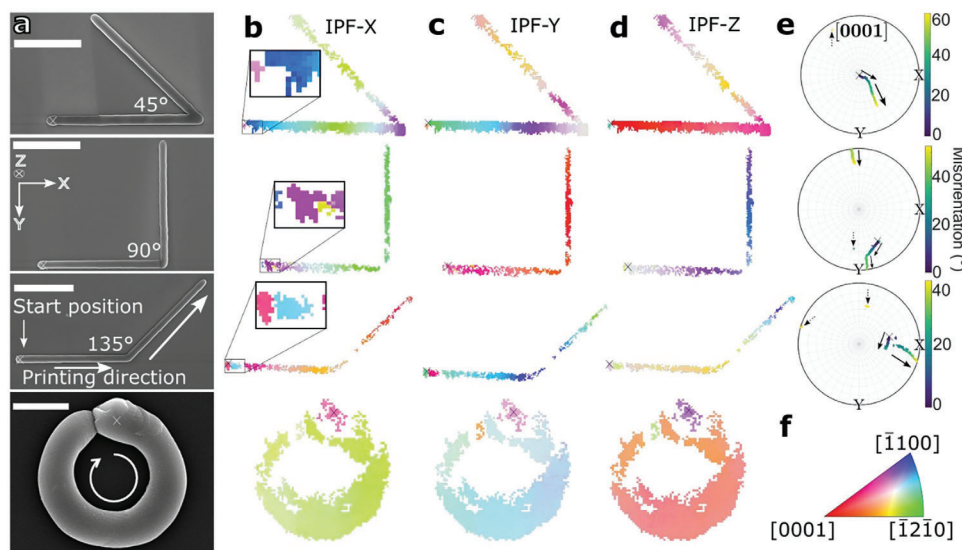 a
45°
Z
X
Y
90°
Start position
135°
Printing direction
b
IPF-X
c
IPF-Y
d
IPF-Z
e
[0001]
X
Y
60
40
20
0
X
Y
40
20
0
X
Y
40
20
0
Misorientation (°)
f
[1̄100]
[0001]
[1̄21̄0]